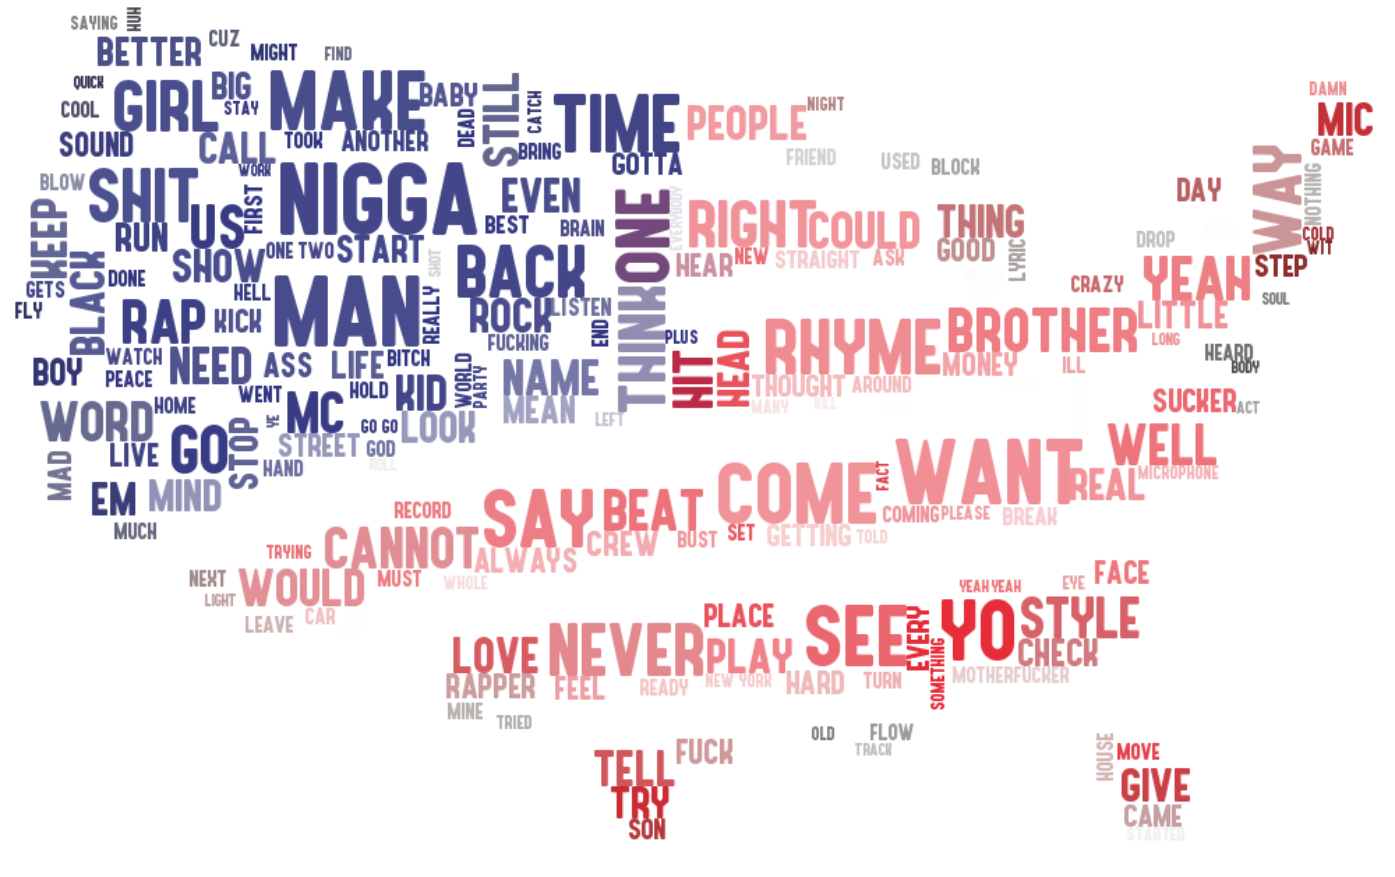 SAYING
HUH
CUZ
BETTER
MIGHT
FIND
QUICK
BIG
MAKE
BABY
GIRL
STAY
COOL
STILL
CATCH
DEAD
TIME
PEOPLE
NIGHT
DAMN
MIC
GAME
SOUND
CALL
TOOK
ANOTHER
BRING
GOTTA
FRIEND
USED
BLOCK
WORK
BLOW
SHIT
FIRST
NIGGA
EVEN
ONE
EVERYBODY
DAY
WAY
NOTHING
KEEP
US
BEST
BRAIN
RIGHT
COULD
THING
RUN
ONE TWO
START
GOOD
LYRIC
DROP
COLD
WIT
SHOW
SHOT
BACK
HEAR
NEW
STRAIGHT
ASK
STEP
BLACK
DONE
GETS
HELL
MAN
REALLY
CRAZY
YEAH
SOUL
FLY
RAP
KICK
ROCK
LISTEN
THINK
LITTLE
FUCKING
END
PLUS
RHYME
BROTHER
LONG
WATCH
NEED
ASS
LIFE
BITCH
HIT
HEAD
MONEY
ILL
HEARD
BODY
BOY
PEACE
WORLD
PARTY
NAME
THOUGHT
AROUND
WENT
HOLD
KID
MEAN
MANY
KILL
SUCKER
ACT
WORD
HOME
YE
MC
GO GO
LOOK
LEFT
GO
STOP
STREET
GOD
WELL
MAD
LIVE
HAND
ROLL
COME
FACT
WANT
REAL
MICROPHONE
EM
MIND
RECORD
SAY
BEAT
COMING
PLEASE
BREAK
MUCH
CANNOT
CREW
BUST
SET
GETTING
TOLD
TRYING
ALWAYS
NEXT
WOULD
MUST
WHOLE
YEAH YEAH
EYE
FACE
LIGHT
CAR
LEAVE
PLACE
SEE
EVERY
YO
STYLE
LOVE
NEVER
PLAY
SOMETHING
CHECK
RAPPER
FEEL
READY
NEW YORK
HARD
TURN
MOTHERFUCKER
MINE
TRIED
OLD
FLOW
TRACK
TELL
FUCK
HOUSE
MOVE
TRY
GIVE
SON
CAME
STARTED